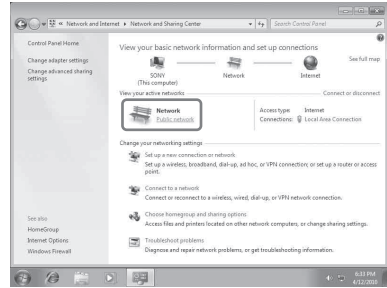 « Network and Internet ▸ Network and Sharing Center
Search Control Panel
Control Panel Home
Change adapter settings
Change advanced sharing
settings
View your basic network information and set up connections
See full map
SONY
(This computer)
Network
Internet
View your active networks
Connect or disconnect
Network
Public network
Access type: Internet
Connections: Local Area Connection
Change your networking settings
Set up a new connection or network
Set up a wireless, broadband, dial-up, ad hoc, or VPN connection; or set up a router or access
point.
Connect to a network
Connect or reconnect to a wireless, wired, dial-up, or VPN network connection.
Choose homegroup and sharing options
Access files and printers located on other network computers, or change sharing settings.
Troubleshoot problems
Diagnose and repair network problems, or get troubleshooting information.
See also
HomeGroup
Internet Options
Windows Firewall
6:33 PM